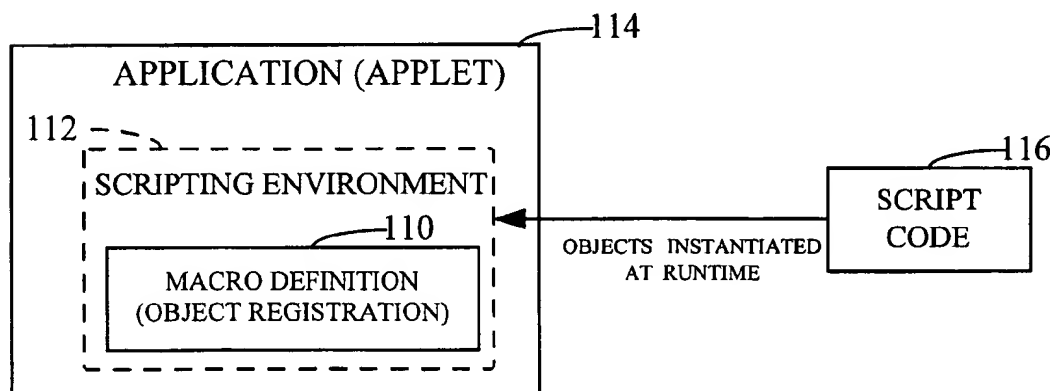 114
APPLICATION (APPLET)
112
SCRIPTING ENVIRONMENT
110
MACRO DEFINITION
(OBJECT REGISTRATION)
OBJECTS INSTANTIATED
AT RUNTIME
116
SCRIPT
CODE